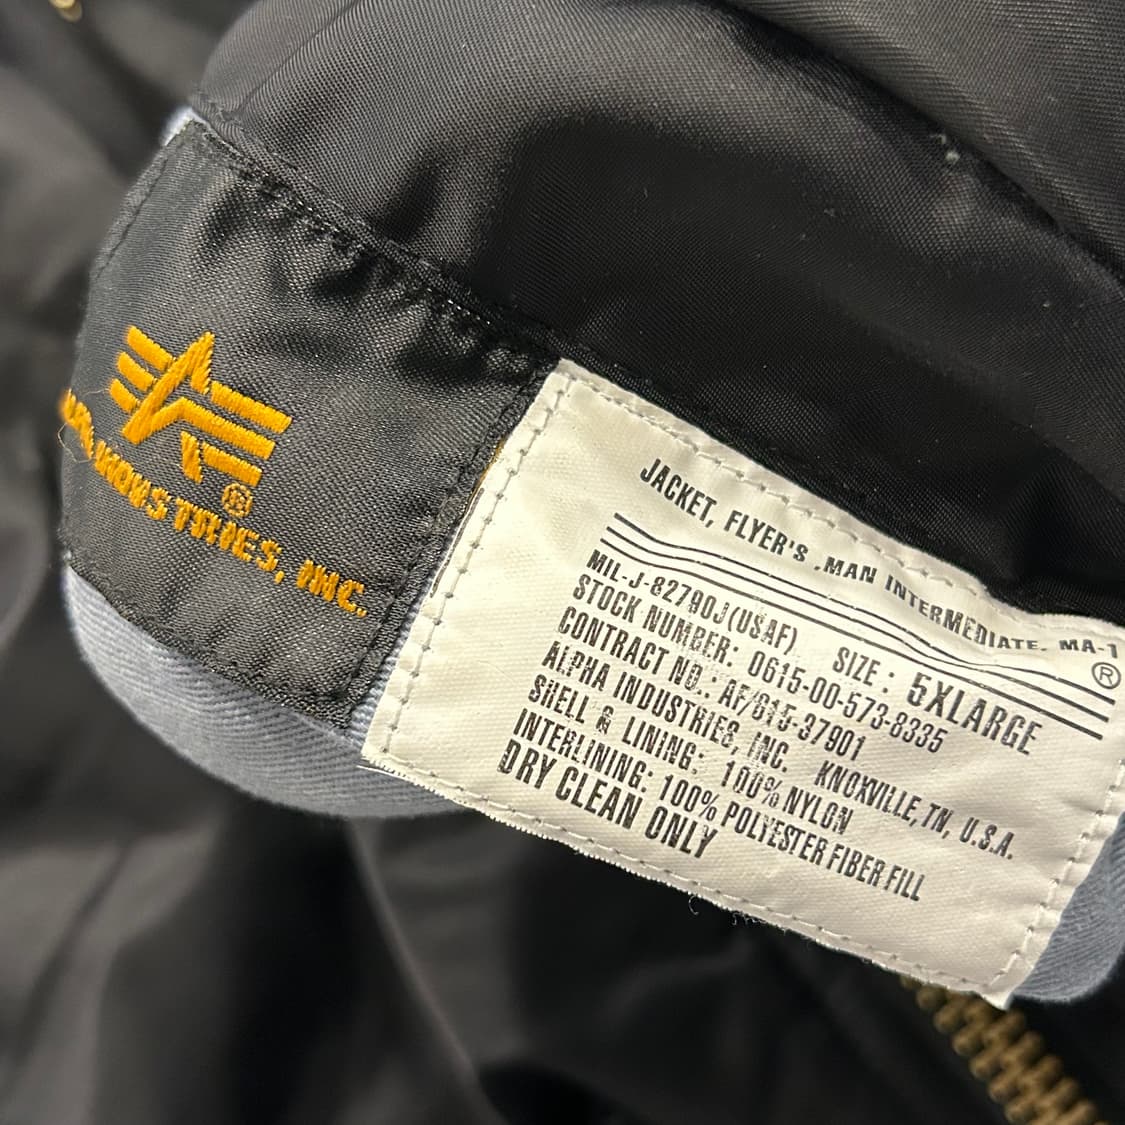 INDUSTRIES, INC.
®
JACKET, FLYER'S ,MAN INTERMEDIATE. MA-1
®
MIL-J-82790J(USAF) SIZE: 5XLARGE
STOCK NUMBER: 0615-00-573-8335
CONTRACT NO.: AF/615-37901
ALPHA INDUSTRIES, INC. KNOXVILLE,TN, U.S.A.
SHELL & LINING: 100% NYLON
INTERLINING: 100% POLYESTER FIBER FILL
DRY CLEAN ONLY